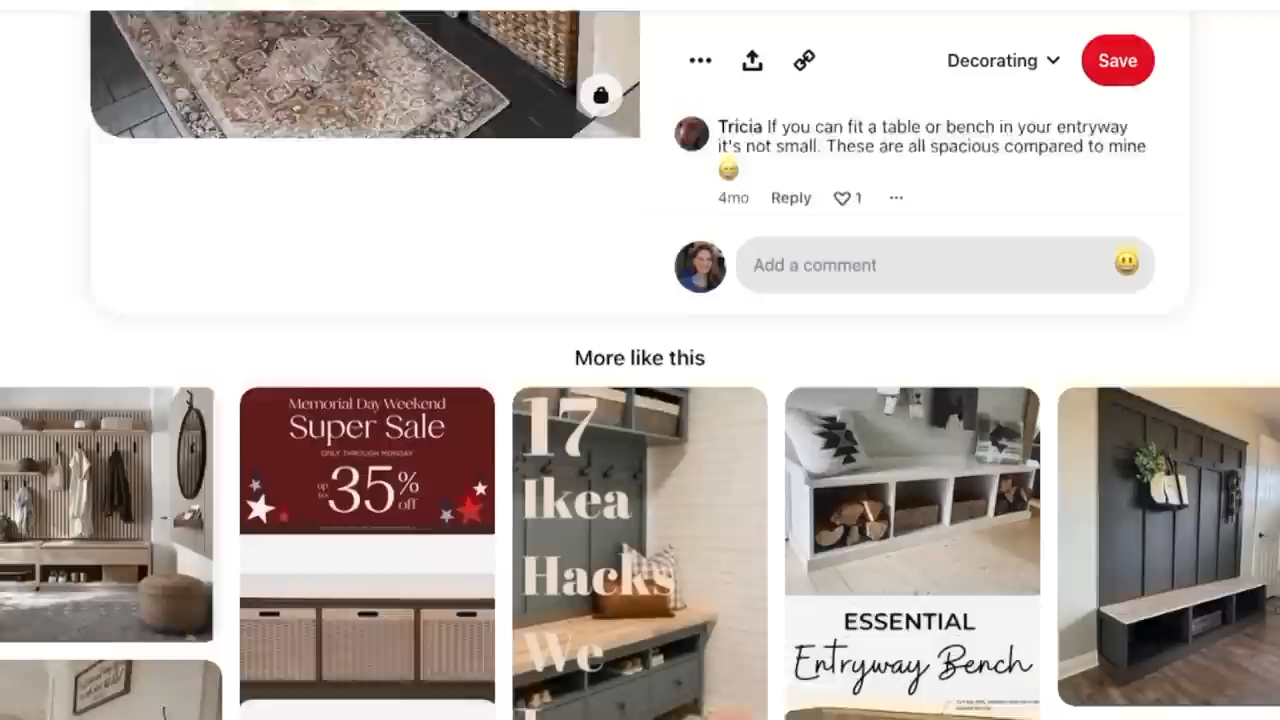 Decorating
Save
Tricia If you can fit a table or bench in your entryway
it's not small. These are all spacious compared to mine
😄
4mo Reply 1
Add a comment
More like this
Memorial Day Weekend
Super Sale
ONLY THROUGH MONDAY
up to 35% off
17
Ikea
Hacks
We
ESSENTIAL
Entryway Bench